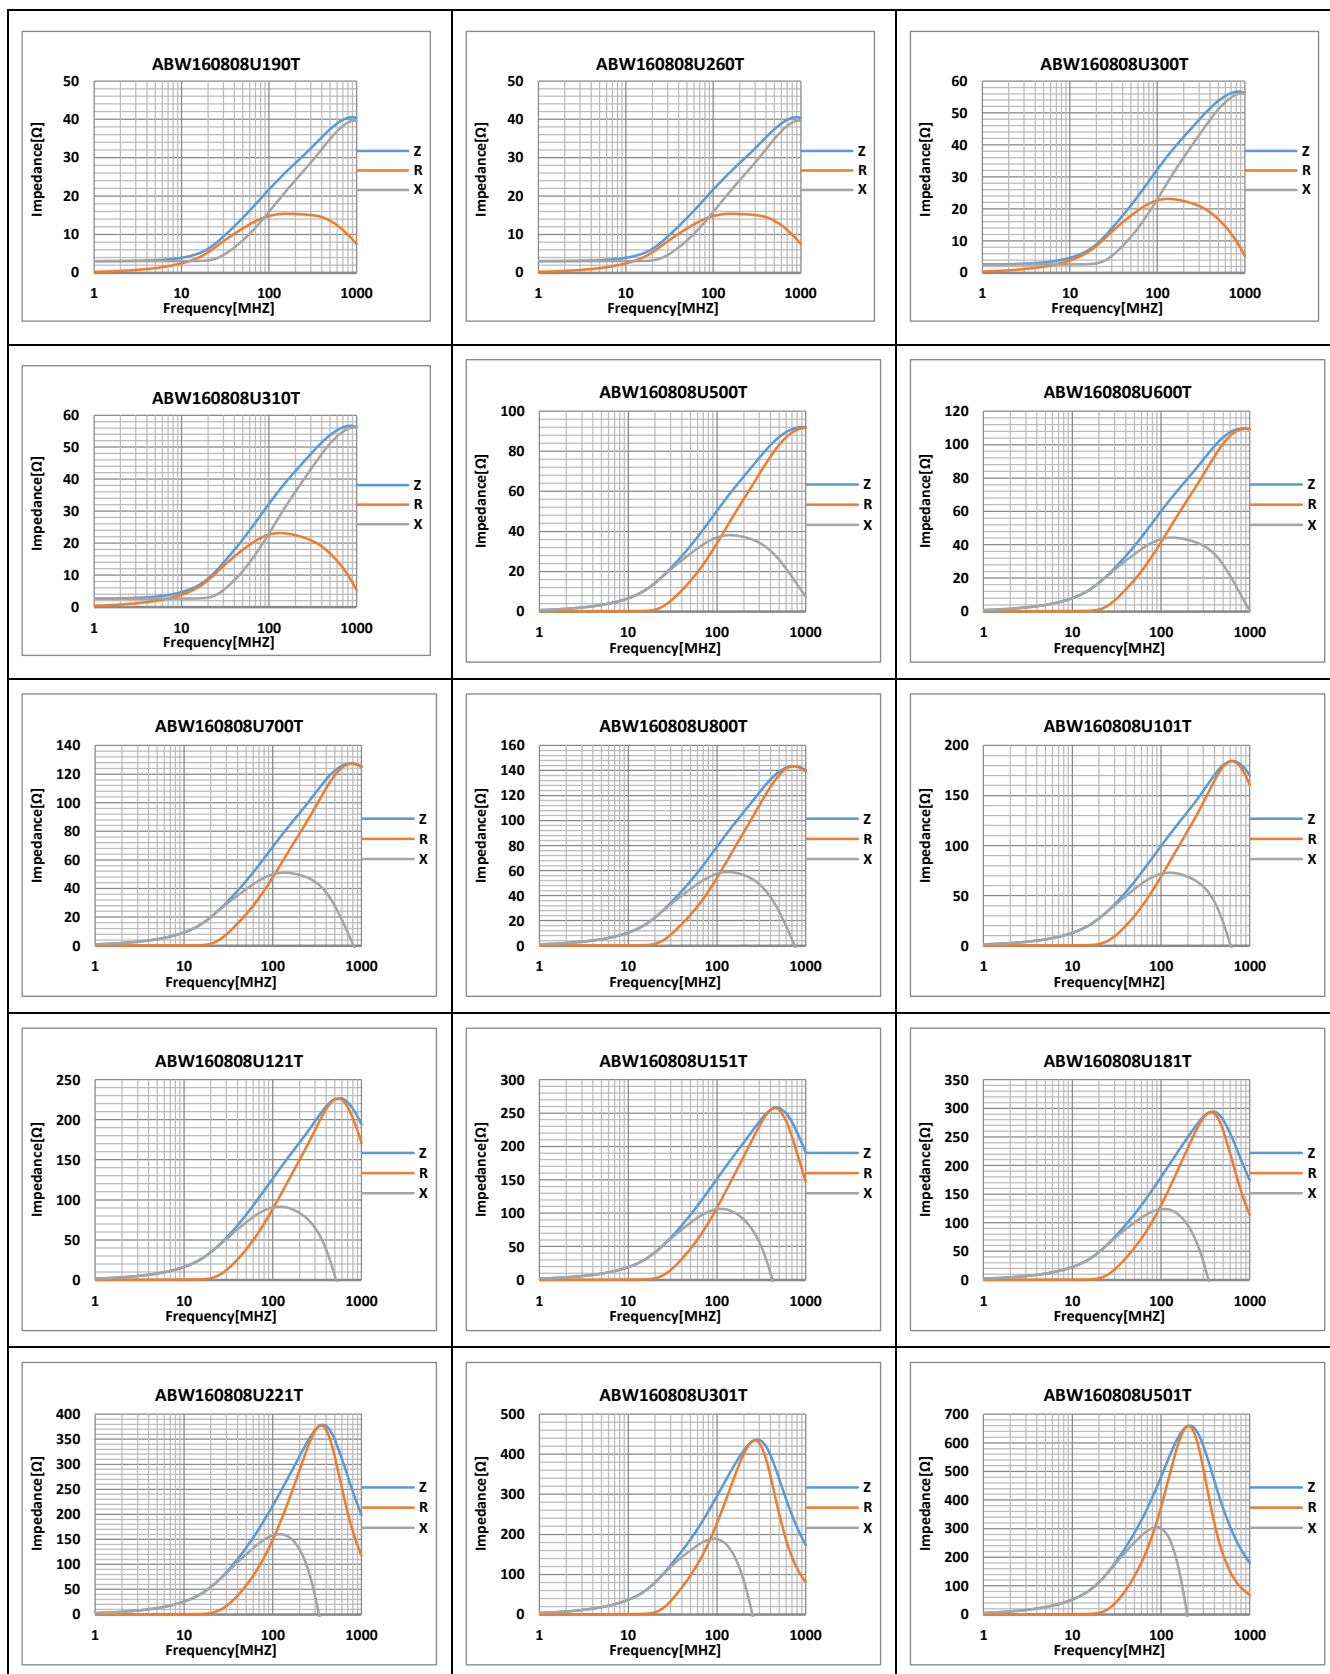 ABW160808U190T
50
40
30
20
10
0
Impedance[Ω]
1 10 100 1000
Frequency[MHZ]
Z
R
X
ABW160808U260T
50
40
30
20
10
0
Impedance[Ω]
1 10 100 1000
Frequency[MHZ]
Z
R
X
ABW160808U300T
60
50
40
30
20
10
0
Impedance[Ω]
1 10 100 1000
Frequency[MHZ]
Z
R
X
ABW160808U310T
60
50
40
30
20
10
0
Impedance[Ω]
1 10 100 1000
Frequency[MHZ]
Z
R
X
ABW160808U500T
100
80
60
40
20
0
Impedance[Ω]
1 10 100 1000
Frequency[MHZ]
Z
R
X
ABW160808U600T
120
100
80
60
40
20
0
Impedance[Ω]
1 10 100 1000
Frequency[MHZ]
Z
R
X
ABW160808U700T
140
120
100
80
60
40
20
0
Impedance[Ω]
1 10 100 1000
Frequency[MHZ]
Z
R
X
ABW160808U800T
160
140
120
100
80
60
40
20
0
Impedance[Ω]
1 10 100 1000
Frequency[MHZ]
Z
R
X
ABW160808U101T
200
150
100
50
0
Impedance[Ω]
1 10 100 1000
Frequency[MHZ]
Z
R
X
ABW160808U121T
250
200
150
100
50
0
Impedance[Ω]
1 10 100 1000
Frequency[MHZ]
Z
R
X
ABW160808U151T
300
250
200
150
100
50
0
Impedance[Ω]
1 10 100 1000
Frequency[MHZ]
Z
R
X
ABW160808U181T
350
300
250
200
150
100
50
0
Impedance[Ω]
1 10 100 1000
Frequency[MHZ]
Z
R
X
ABW160808U221T
400
350
300
250
200
150
100
50
0
Impedance[Ω]
1 10 100 1000
Frequency[MHZ]
Z
R
X
ABW160808U301T
500
400
300
200
100
0
Impedance[Ω]
1 10 100 1000
Frequency[MHZ]
Z
R
X
ABW160808U501T
700
600
500
400
300
200
100
0
Impedance[Ω]
1 10 100 1000
Frequency[MHZ]
Z
R
X